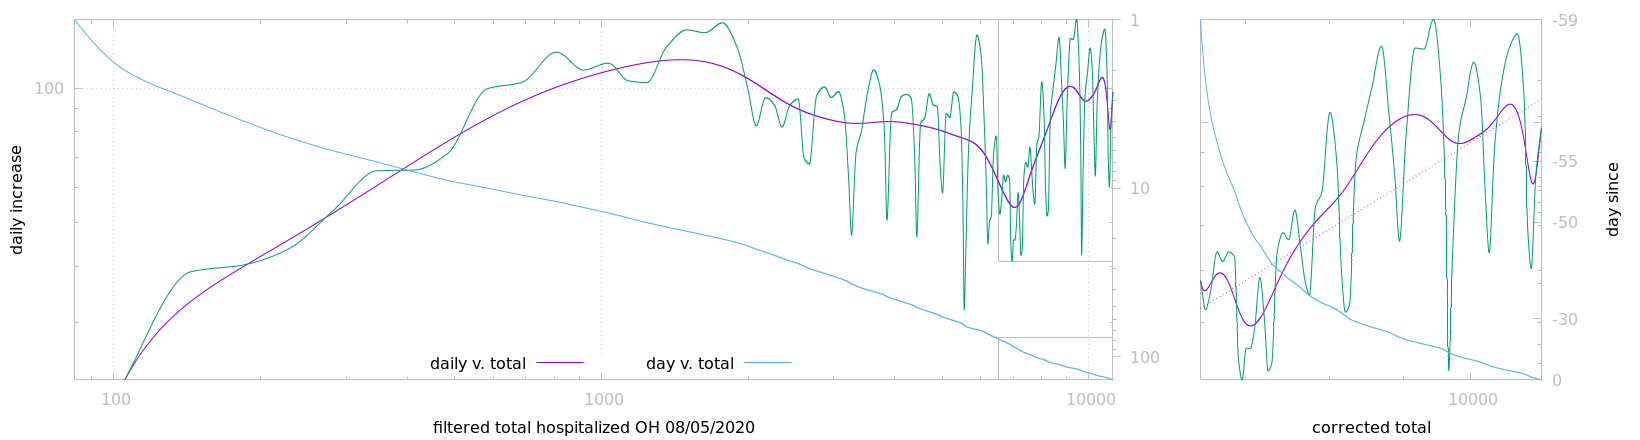 1
-59
100
daily increase
10
-55
-50
day since
-30
daily v. total
day v. total
100
0
100
1000
10000
10000
filtered total hospitalized OH 08/05/2020
corrected total